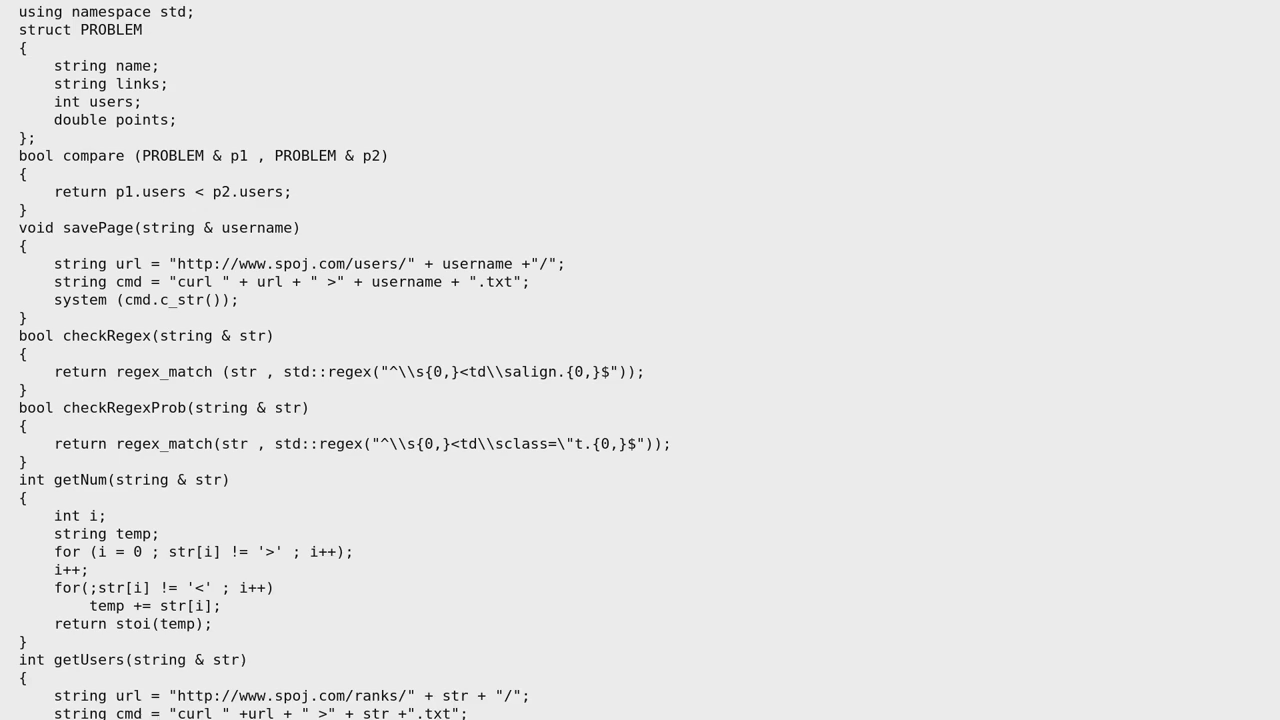 using namespace std;
struct PROBLEM
{
    string name;
    string links;
    int users;
    double points;
};
bool compare (PROBLEM & p1 , PROBLEM & p2)
{
    return p1.users < p2.users;
}
void savePage(string & username)
{
    string url = "http://www.spoj.com/users/" + username +"/";
    string cmd = "curl " + url + " >" + username + ".txt";
    system (cmd.c_str());
}
bool checkRegex(string & str)
{
    return regex_match (str , std::regex("^\\s{0,}<td\\salign.{0,}$"));
}
bool checkRegexProb(string & str)
{
    return regex_match(str , std::regex("^\\s{0,}<td\\sclass=\"t.{0,}$"));
}
int getNum(string & str)
{
    int i;
    string temp;
    for (i = 0 ; str[i] != '>' ; i++);
    i++;
    for(;str[i] != '<' ; i++)
        temp += str[i];
    return stoi(temp);
}
int getUsers(string & str)
{
    string url = "http://www.spoj.com/ranks/" + str + "/";
    string cmd = "curl " +url + " >" + str +".txt";